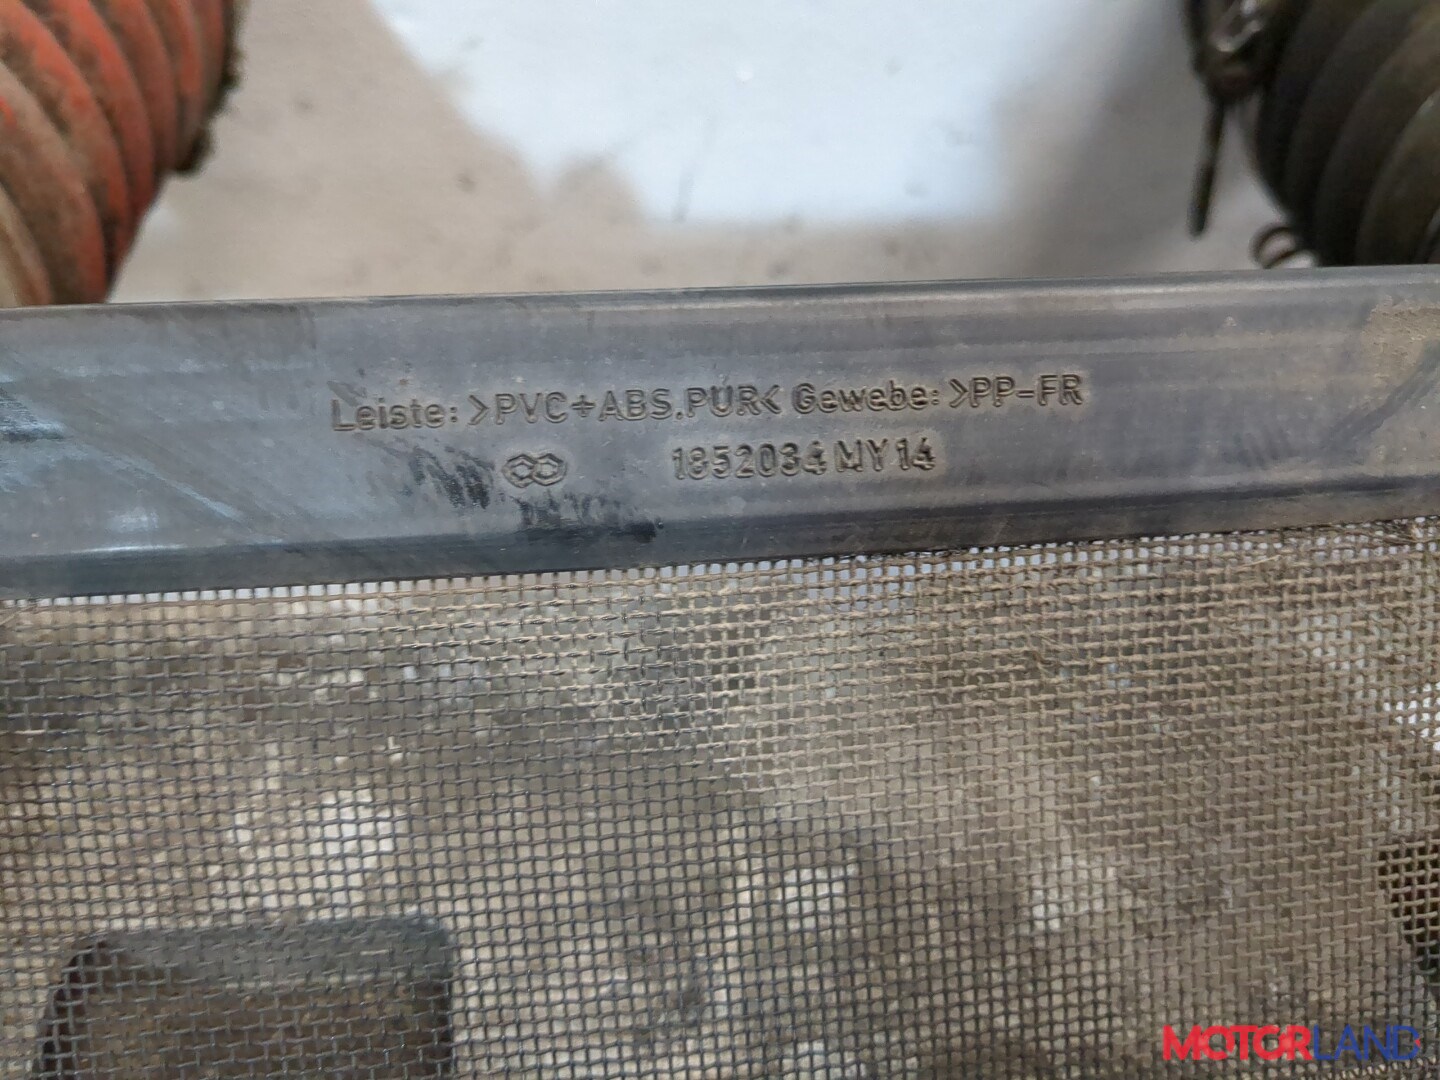 Leiste: >PVC+ABS.PUR< Gewebe: >PP-FR
1852034 MY14
MOTORLAND